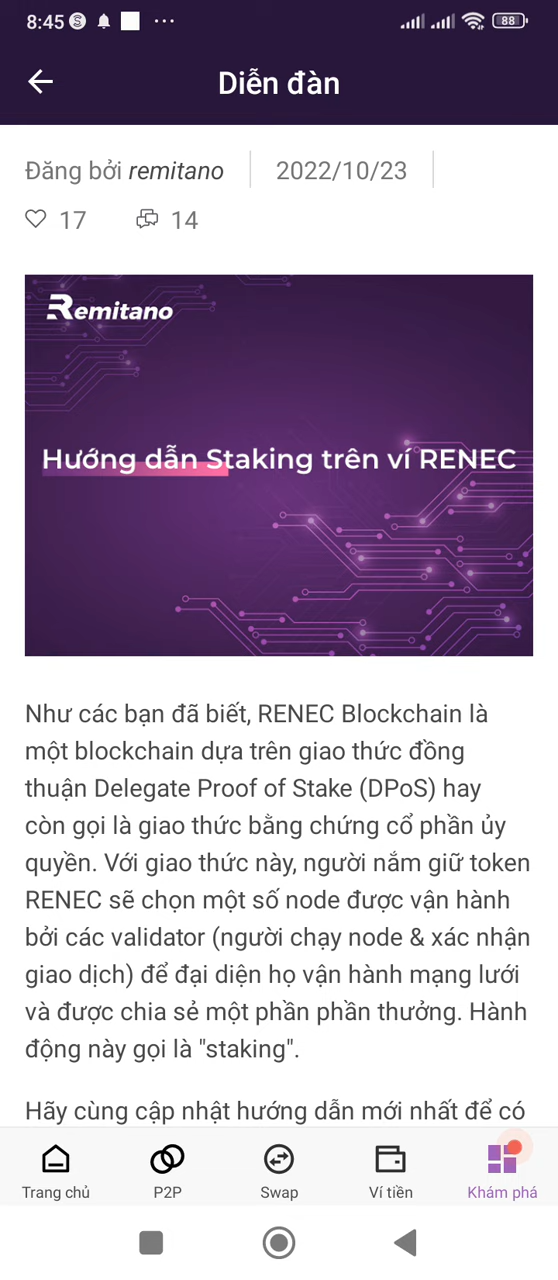 8:45
88
Diễn đàn
Đăng bởi remitano
2022/10/23
17
14
Remitano
Hướng dẫn Staking trên ví RENEC
Như các bạn đã biết, RENEC Blockchain là
một blockchain dựa trên giao thức đồng
thuận Delegate Proof of Stake (DPoS) hay
còn gọi là giao thức bằng chứng cổ phần ủy
quyền. Với giao thức này, người nắm giữ token
RENEC sẽ chọn một số node được vận hành
bởi các validator (người chạy node & xác nhận
giao dịch) để đại diện họ vận hành mạng lưới
và được chia sẻ một phần phần thưởng. Hành
động này gọi là "staking".
Hãy cùng cập nhật hướng dẫn mới nhất để có
Trang chủ
P2P
Swap
Ví tiền
Khám phá